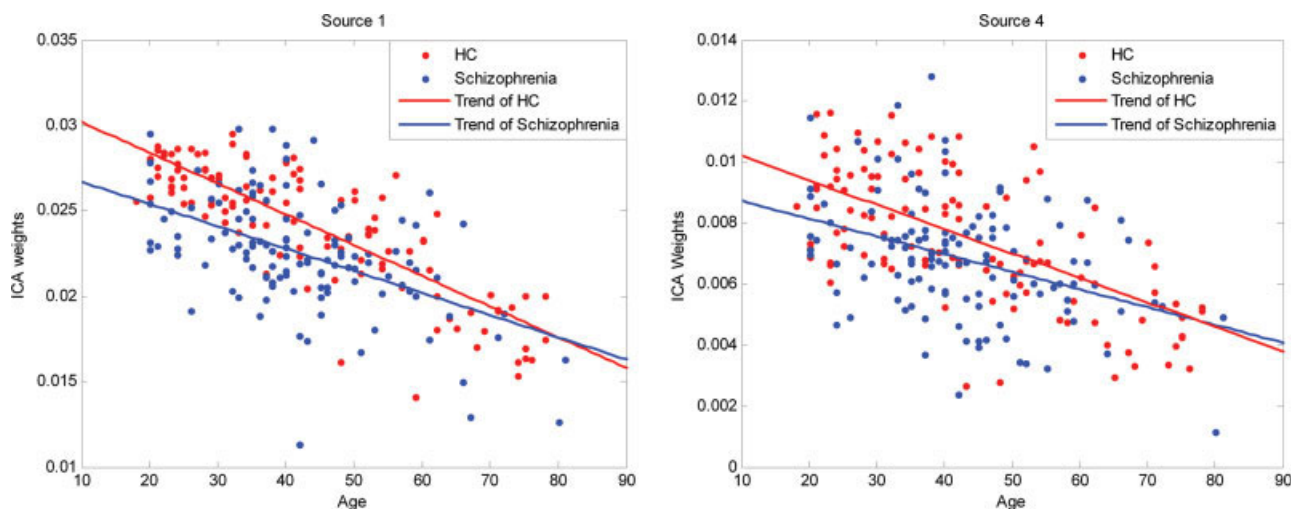 Source 1
0.035
0.03
0.025
0.02
0.015
0.01
ICA weights
10 20 30 40 50 60 70 80 90
Age
HC
Schizophrenia
Trend of HC
Trend of Schizophrenia
Source 4
0.014
0.012
0.01
0.008
0.006
0.004
0.002
0
ICA Weights
10 20 30 40 50 60 70 80 90
Age
HC
Schizophrenia
Trend of HC
Trend of Schizophrenia